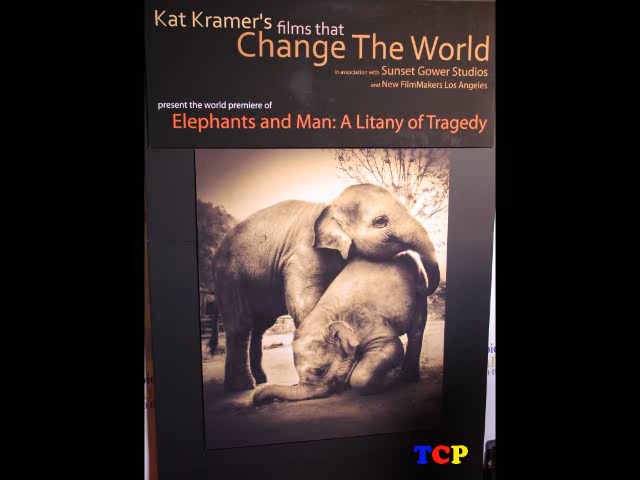 Kat Kramer's films that
Change The World
in association with Sunset Gower Studios
and New FilmMakers Los Angeles
present the world premiere of
Elephants and Man: A Litany of Tragedy
TCP